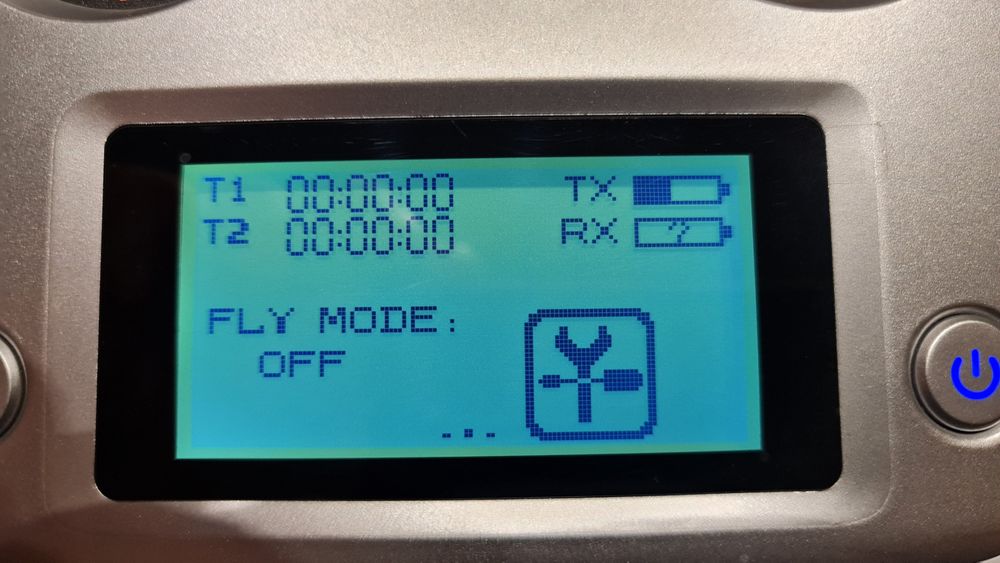 T1 00:00:00 TX
T2 00:00:00 RX ?
FLY MODE:
OFF
...